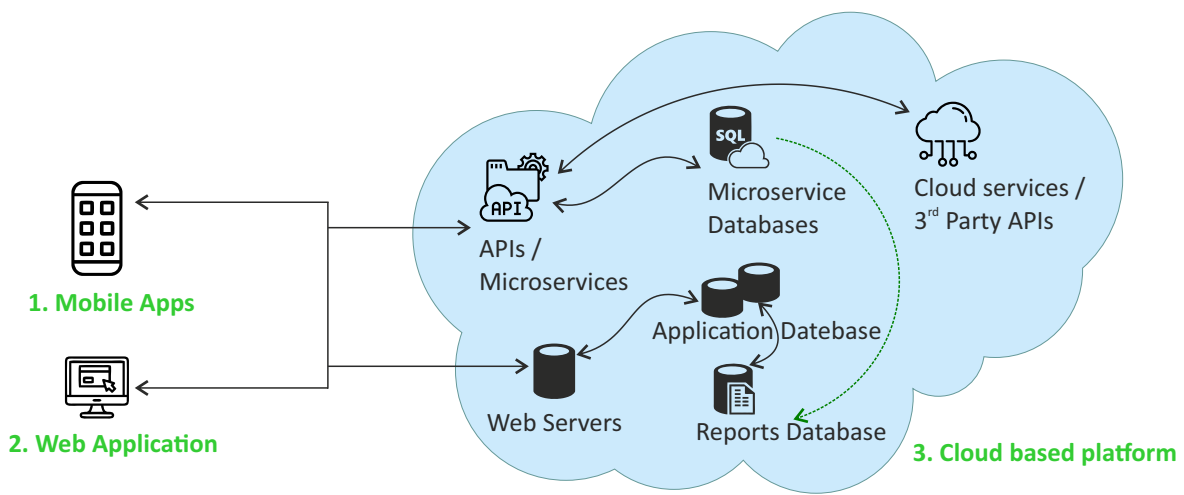 SQL
API
Microservice
Databases
Cloud services /
3rd Party APIs
APIs /
Microservices
1. Mobile Apps
Application Datebase
Web Servers
Reports Database
2. Web Application
3. Cloud based platform